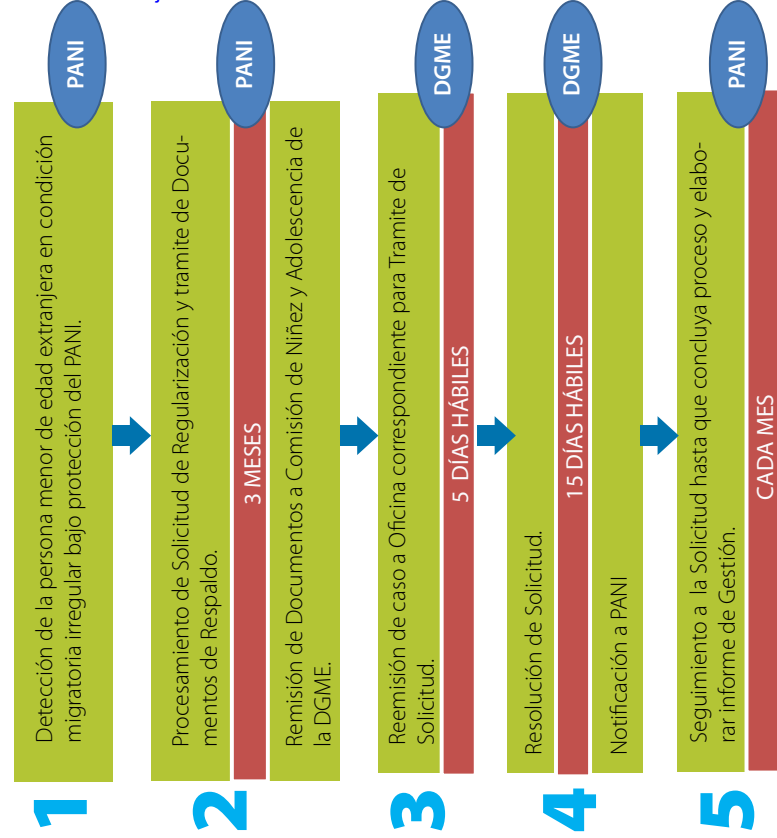 1
Detección de la persona menor de edad extranjera en condición
migratoria irregular bajo protección del PANI.
PANI
2
Procesamiento de Solicitud de Regularización y tramite de Docu-
mentos de Respaldo.
PANI
3 MESES
Remisión de Documentos a Comisión de Niñez y Adolescencia de
la DGME.
3
Reemisión de caso a Oficina correspondiente para Tramite de
Solicitud.
DGME
5 DÍAS HÁBILES
4
Resolución de Solicitud.
DGME
15 DÍAS HÁBILES
Notificación a PANI
5
Seguimiento a la Solicitud hasta que concluya proceso y elabo-
rar informe de Gestión.
PANI
CADA MES